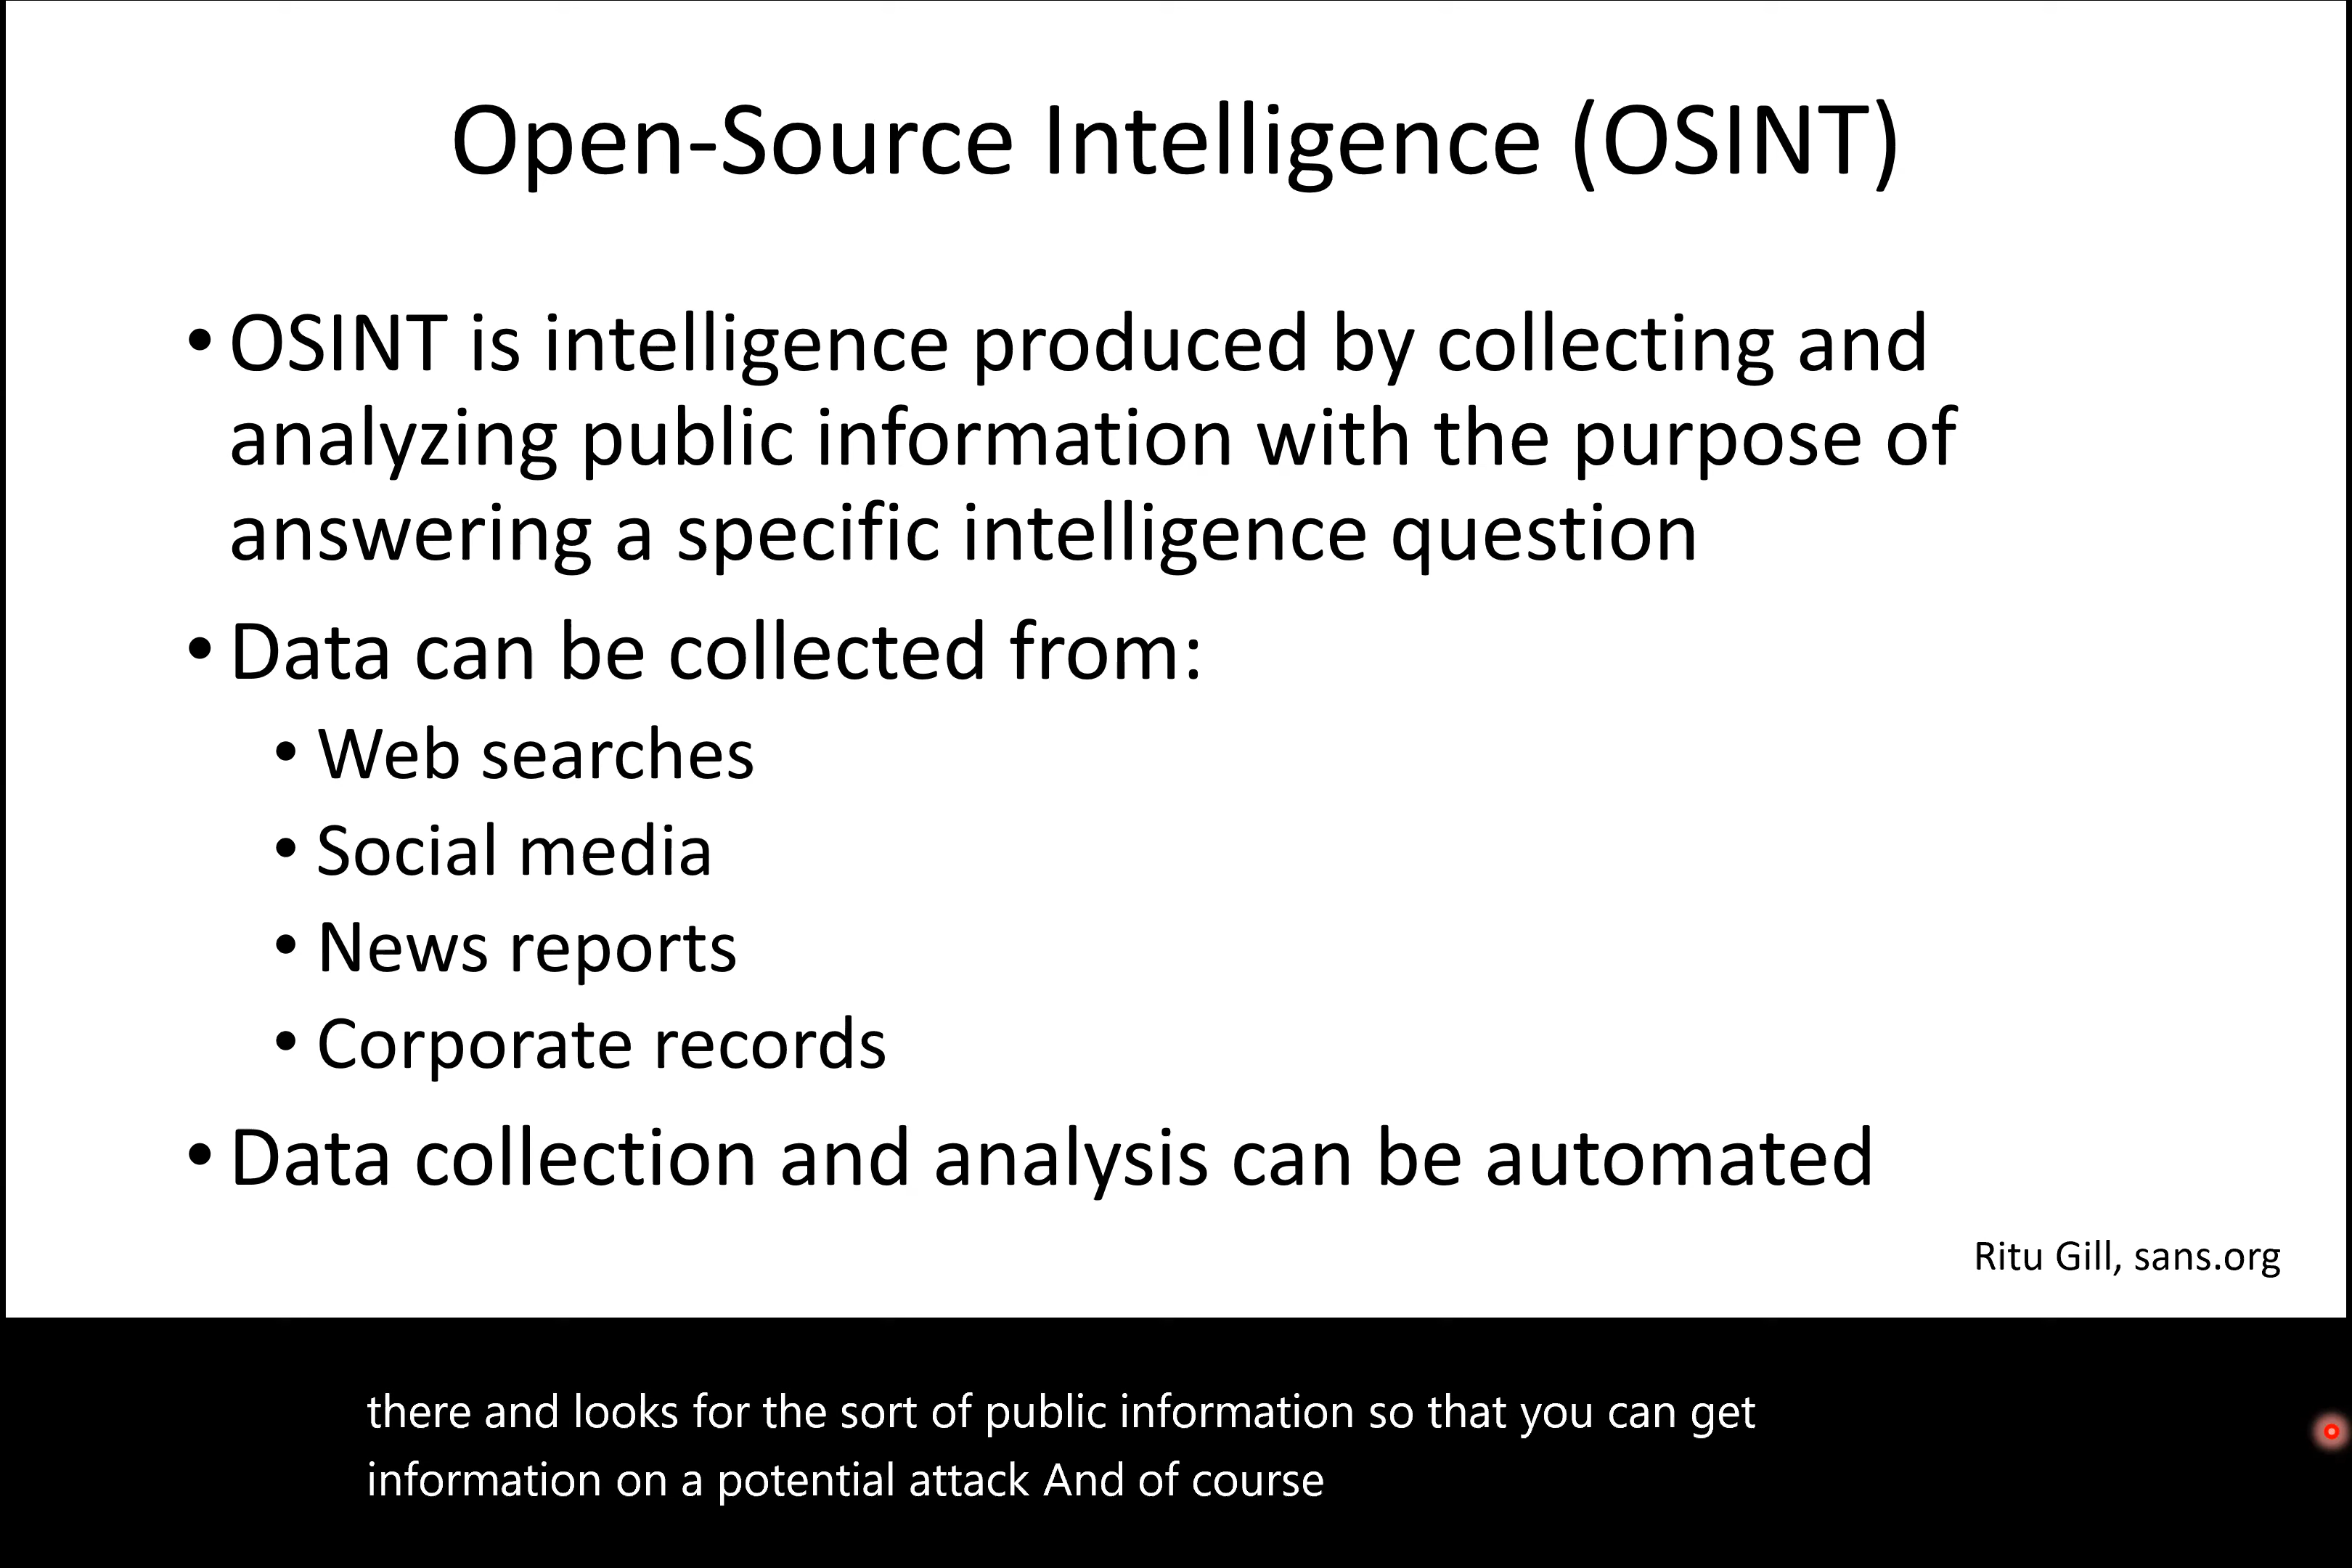 Open-Source Intelligence (OSINT)
• OSINT is intelligence produced by collecting and
analyzing public information with the purpose of
answering a specific intelligence question
• Data can be collected from:
• Web searches
• Social media
• News reports
• Corporate records
• Data collection and analysis can be automated
Ritu Gill, sans.org
there and looks for the sort of public information so that you can get
information on a potential attack And of course